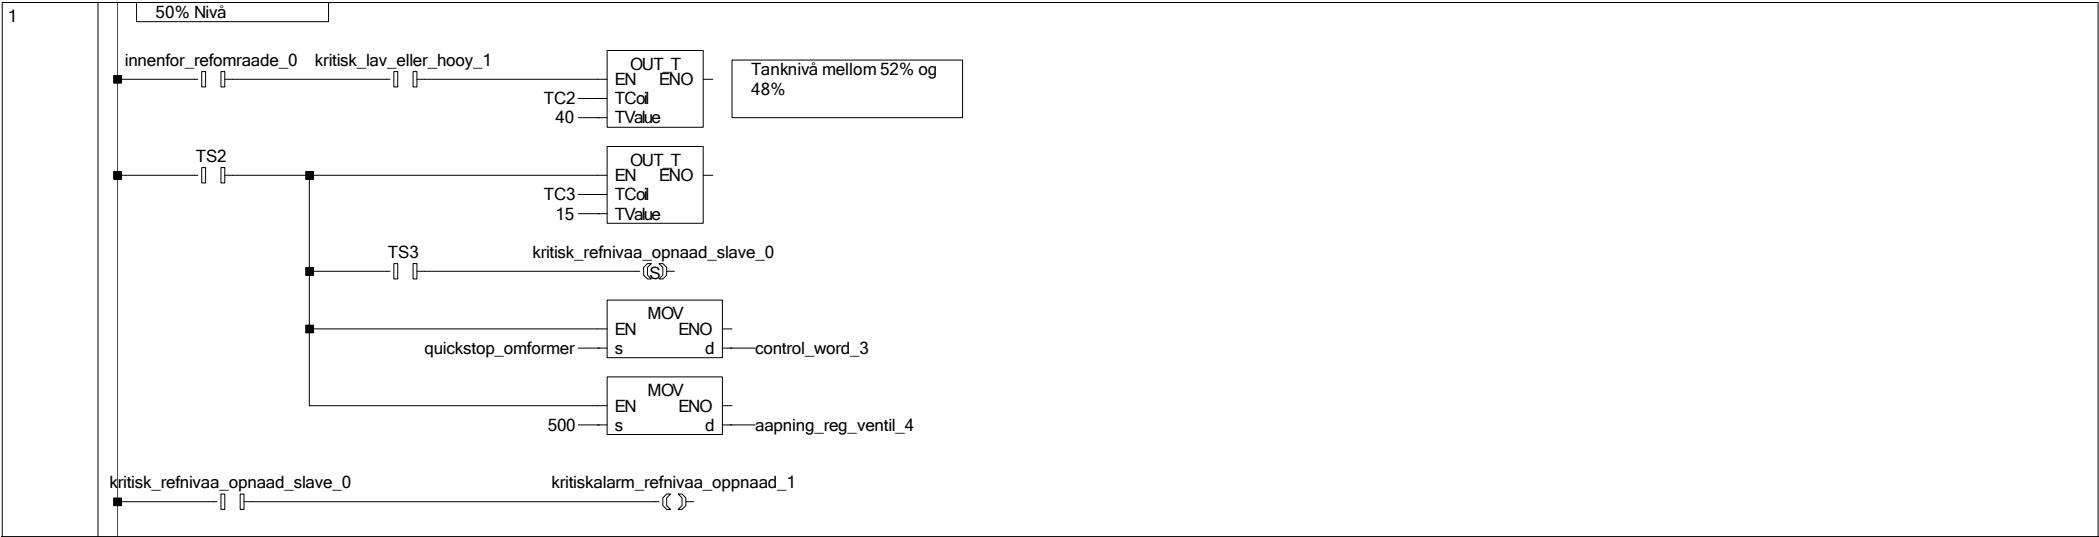 1
50% Nivå
innenfor_refomraade_0 kritisk_lav_eller_hooy_1
OUT_T
EN ENO
TC2 TCoil
40 TValue
Tanknivå mellom 52% og
48%
TS2
OUT_T
EN ENO
TC3 TCoil
15 TValue
TS3 kritisk_refnivaa_opnaad_slave_0
S
MOV
EN ENO
quickstop_omformer s d control_word_3
MOV
EN ENO
500 s d aapning_reg_ventil_4
kritisk_refnivaa_opnaad_slave_0 kritiskalarm_refnivaa_oppnaad_1